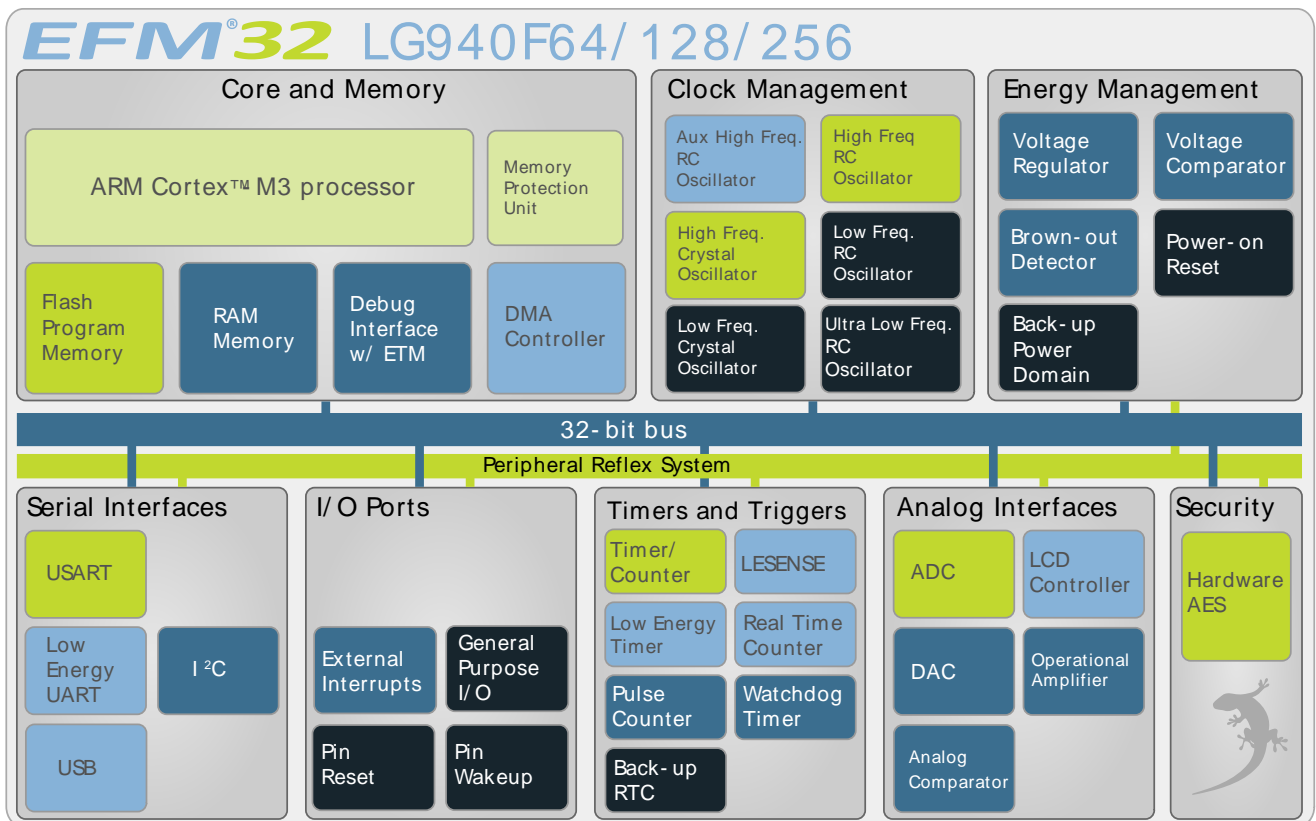 EFM®32 LG940F64/128/256
Core and Memory
ARM Cortex™ M3 processor
Memory
Protection
Unit
Flash
Program
Memory
RAM
Memory
Debug
Interface
w/ ETM
DMA
Controller
Clock Management
Aux High Freq.
RC
Oscillator
High Freq
RC
Oscillator
High Freq.
Crystal
Oscillator
Low Freq.
RC
Oscillator
Low Freq.
Crystal
Oscillator
Ultra Low Freq.
RC
Oscillator
Energy Management
Voltage
Regulator
Voltage
Comparator
Brown-out
Detector
Power-on
Reset
Back-up
Power
Domain
32-bit bus
Peripheral Reflex System
Serial Interfaces
USART
Low
Energy
UART
I²C
USB
I/O Ports
External
Interrupts
General
Purpose
I/O
Pin
Reset
Pin
Wakeup
Timers and Triggers
Timer/
Counter
LESENSE
Low Energy
Timer
Real Time
Counter
Pulse
Counter
Watchdog
Timer
Back-up
RTC
Analog Interfaces
ADC
LCD
Controller
DAC
Operational
Amplifier
Analog
Comparator
Security
Hardware
AES